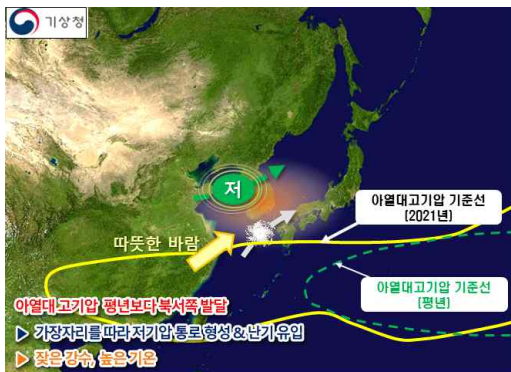 기상청
저
따뜻한 바람
아열대고기압 기준선
(2021년)
아열대고기압 기준선
(평년)
아열대 고기압 평년보다 북서쪽 발달
▶ 가장자리를 따라 저기압 통로 형성 & 난기 유입
▶ 잦은 강수, 높은 기온